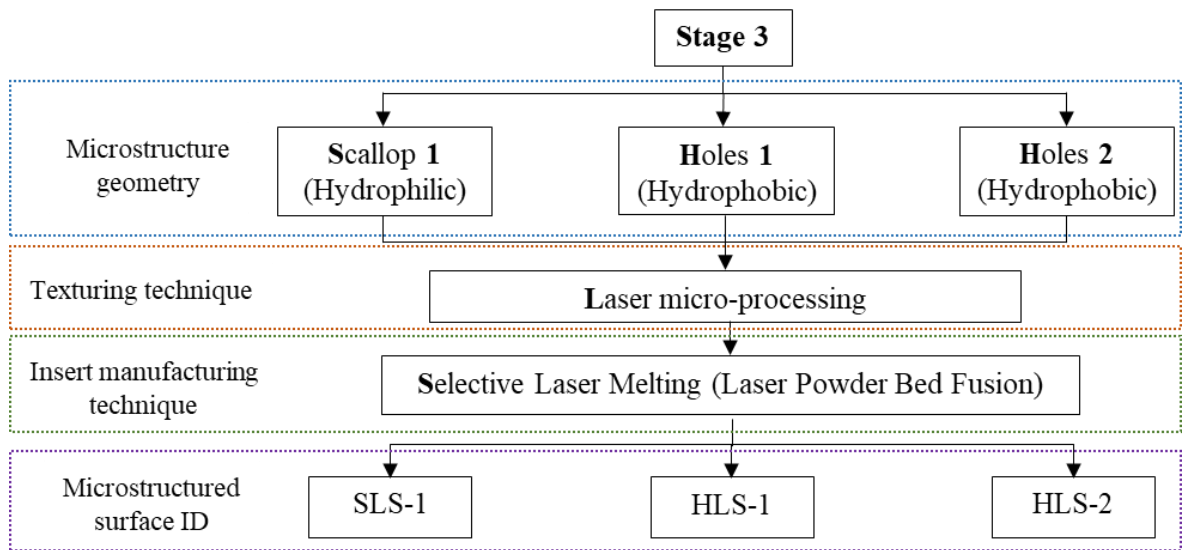 Stage 3
Microstructure
geometry
Scallop 1
(Hydrophilic)
Holes 1
(Hydrophobic)
Holes 2
(Hydrophobic)
Texturing technique
Laser micro-processing
Insert manufacturing
technique
Selective Laser Melting (Laser Powder Bed Fusion)
Microstructured
surface ID
SLS-1
HLS-1
HLS-2